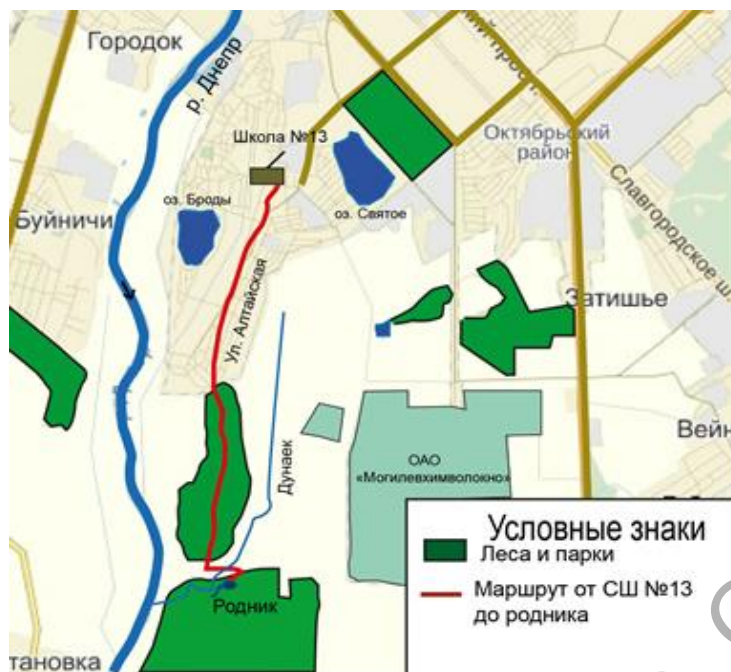 Городок
р. Днепр
Школа №13
Октябрьский
район
оз. Броды
оз. Святое
Славгородское ш.
Буйничи
Ул. Алтайская
Затишье
Дунаек
ОАО
«Могилевхимволокно»
Условные знаки
Леса и парки
Маршрут от СШ №13
до родника
Родник